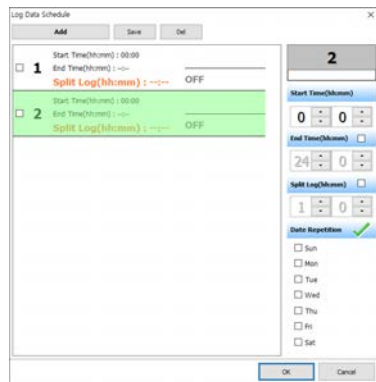 Log Data Schedule
Add
Save
Del
1
Start Time(hh:mm) : 00:00
End Time(hh:mm) : --:--
Split Log(hh:mm) : --:--
OFF
2
Start Time(hh:mm) : 00:00
End Time(hh:mm) : --:--
Split Log(hh:mm) : --:--
OFF
2
Start Time(hh:mm)
0 : 0 :
End Time(hh:mm)
24 : 0 :
Split Log(hh:mm)
1 : 0 :
Date Repetition
Sun
Mon
Tue
Wed
Thu
Fri
Sat
OK
Cancel